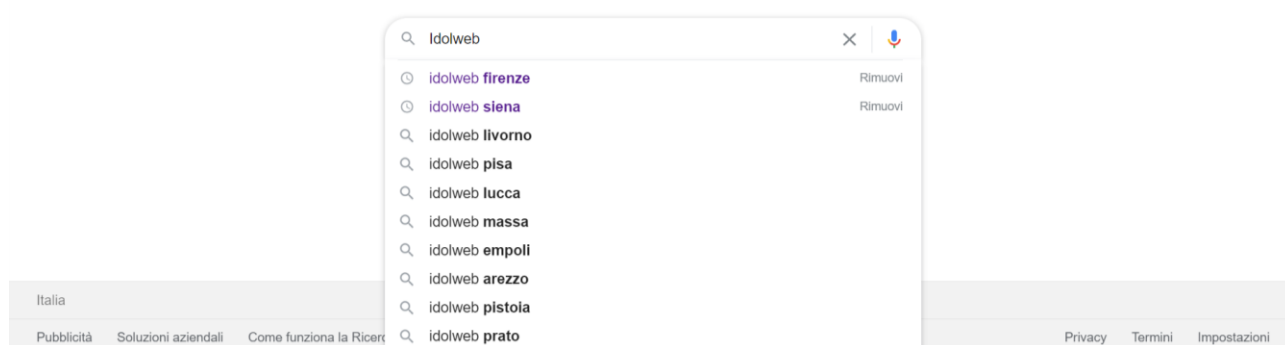 Idolweb
idolweb firenze Rimuovi
idolweb siena Rimuovi
idolweb livorno
idolweb pisa
idolweb lucca
idolweb massa
idolweb empoli
idolweb arezzo
Italia
idolweb pistoia
Pubblicità Soluzioni aziendali Come funziona la Ricerc idolweb prato Privacy Termini Impostazioni